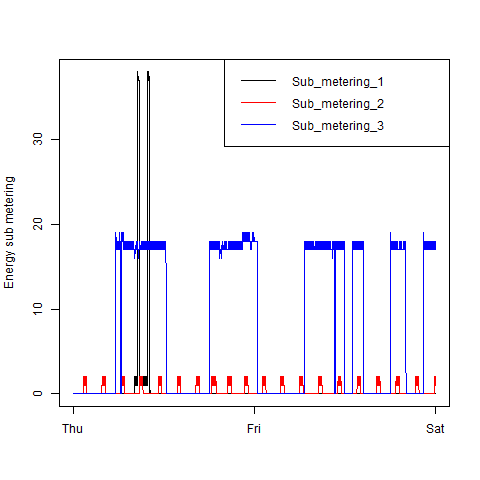 Sub_metering_1
Sub_metering_2
Sub_metering_3
Energy sub metering
30
20
10
0
Thu Fri Sat